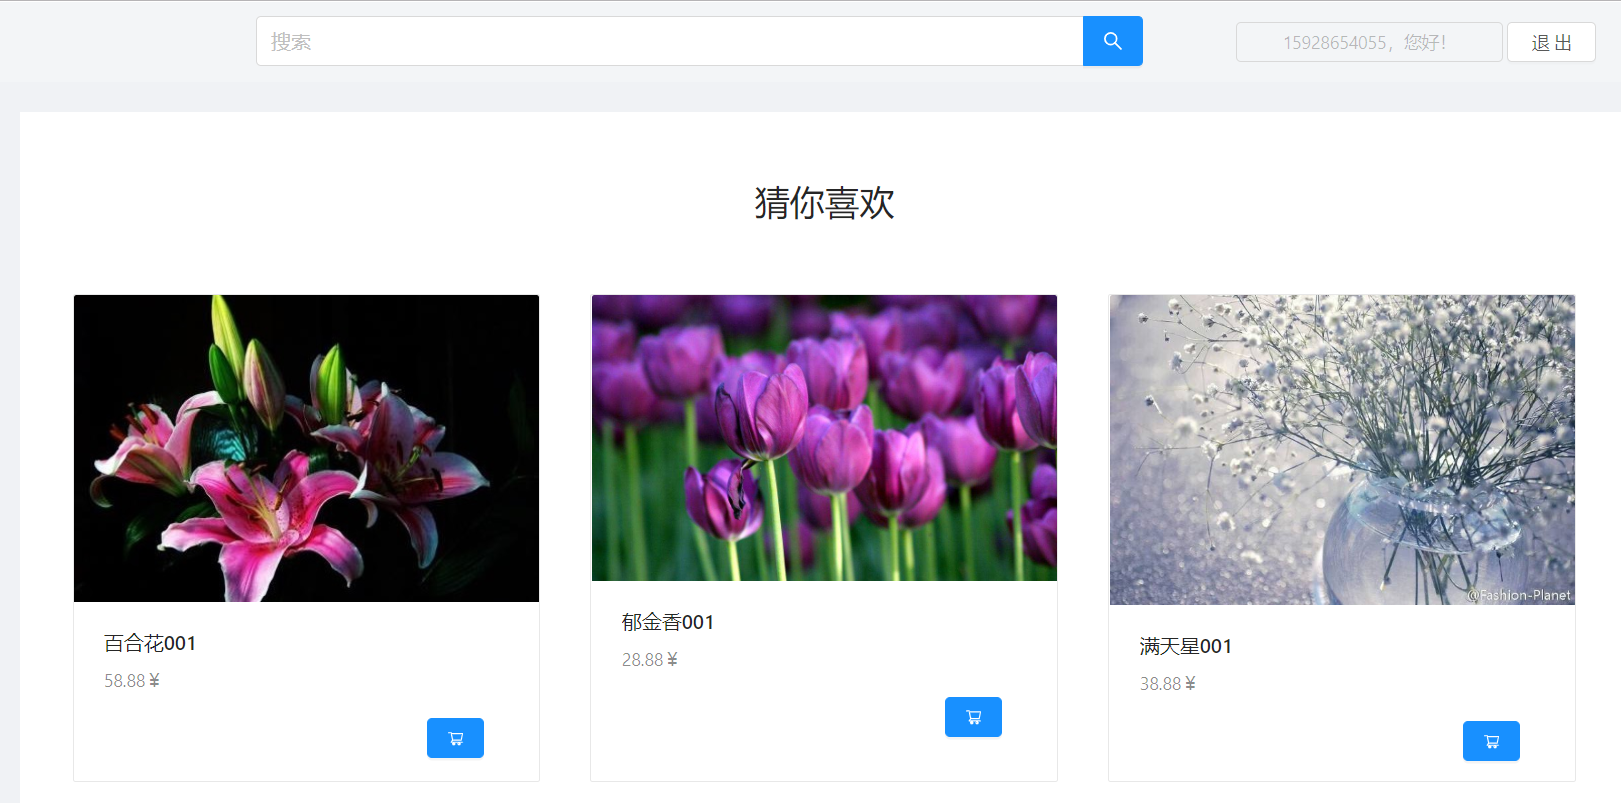 搜索
15928654055，您好！
退 出
猜你喜欢
百合花001
58.88¥
郁金香001
28.88¥
@Fashion-Planet
满天星001
38.88¥